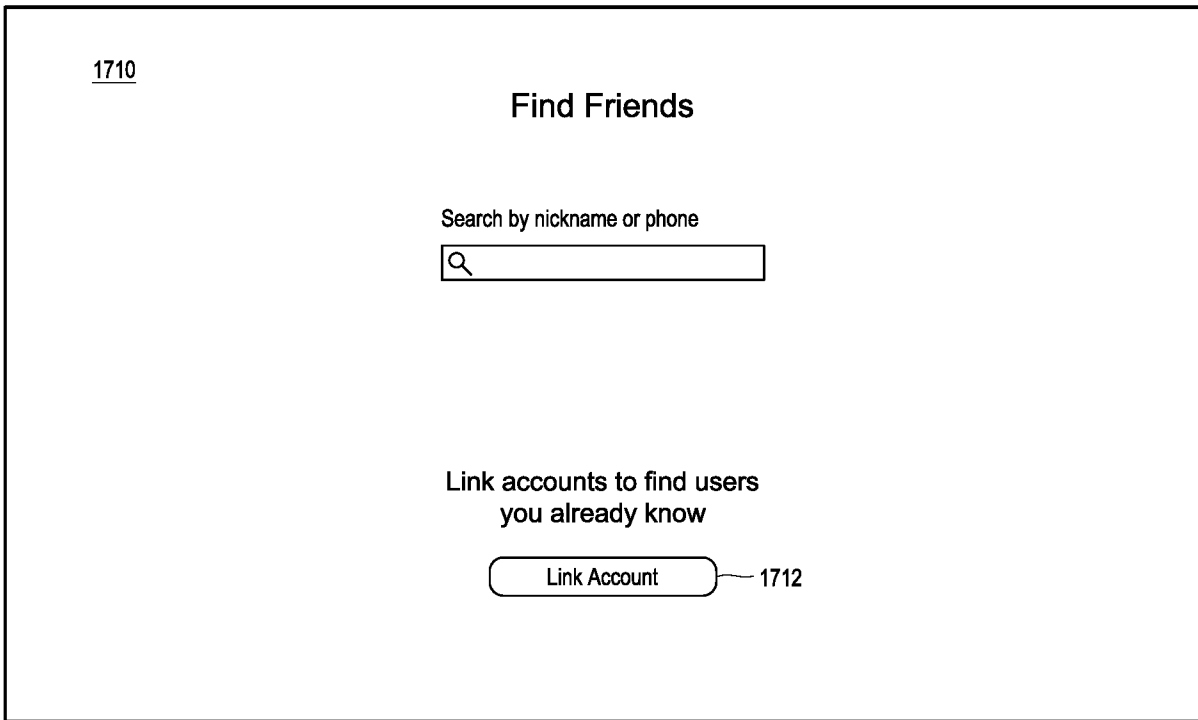 1710
Find Friends
Search by nickname or phone
Link accounts to find users
you already know
Link Account
1712